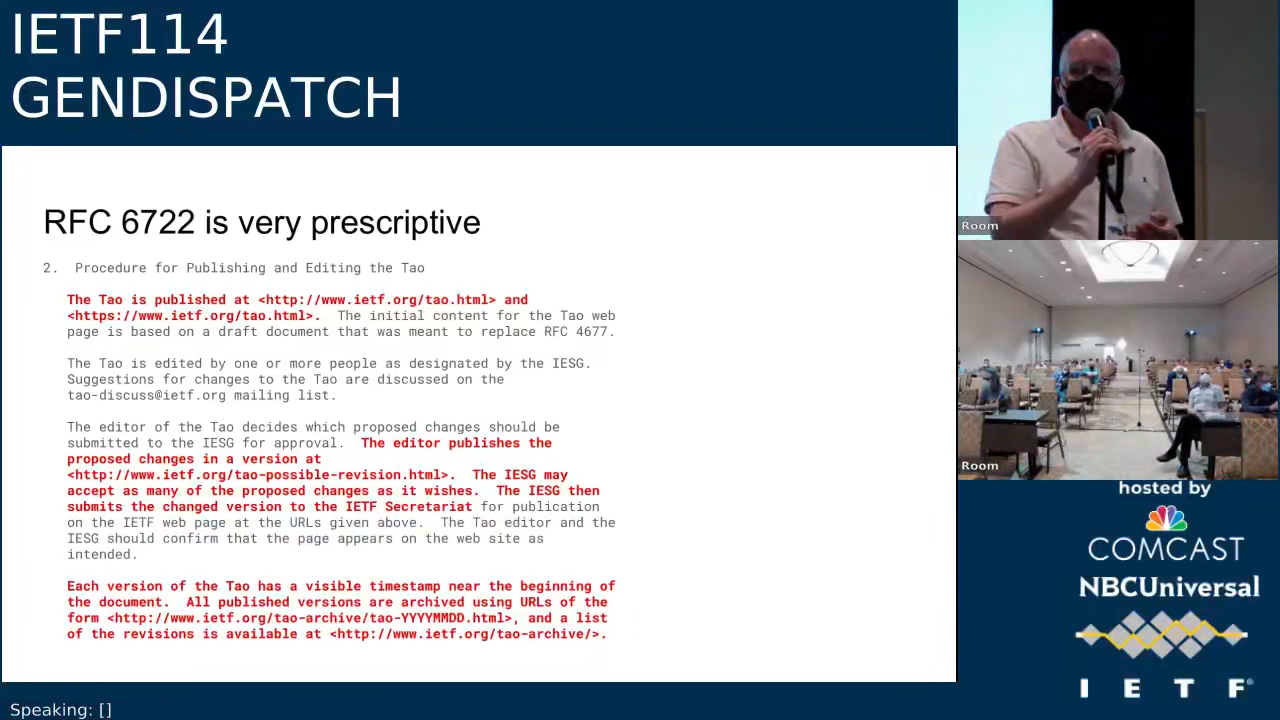 IETF114
GENDISPATCH
RFC 6722 is very prescriptive
2. Procedure for Publishing and Editing the Tao
The Tao is published at <http://www.ietf.org/tao.html> and
<https://www.ietf.org/tao.html>. The initial content for the Tao web
page is based on a draft document that was meant to replace RFC 4677.
The Tao is edited by one or more people as designated by the IESG.
Suggestions for changes to the Tao are discussed on the
tao-discuss@ietf.org mailing list.
The editor of the Tao decides which proposed changes should be
submitted to the IESG for approval. The editor publishes the
proposed changes in a version at
<http://www.ietf.org/tao-possible-revision.html>. The IESG may
accept as many of the proposed changes as it wishes. The IESG then
submits the changed version to the IETF Secretariat for publication
on the IETF web page at the URLs given above. The Tao editor and the
IESG should confirm that the page appears on the web site as
intended.
Each version of the Tao has a visible timestamp near the beginning of
the document. All published versions are archived using URLs of the
form <http://www.ietf.org/tao-archive/tao-YYYYMMDD.html>, and a list
of the revisions is available at <http://www.ietf.org/tao-archive/>.
Speaking: []
Room
Room
hosted by
COMCAST
NBCUniversal
I E T F®